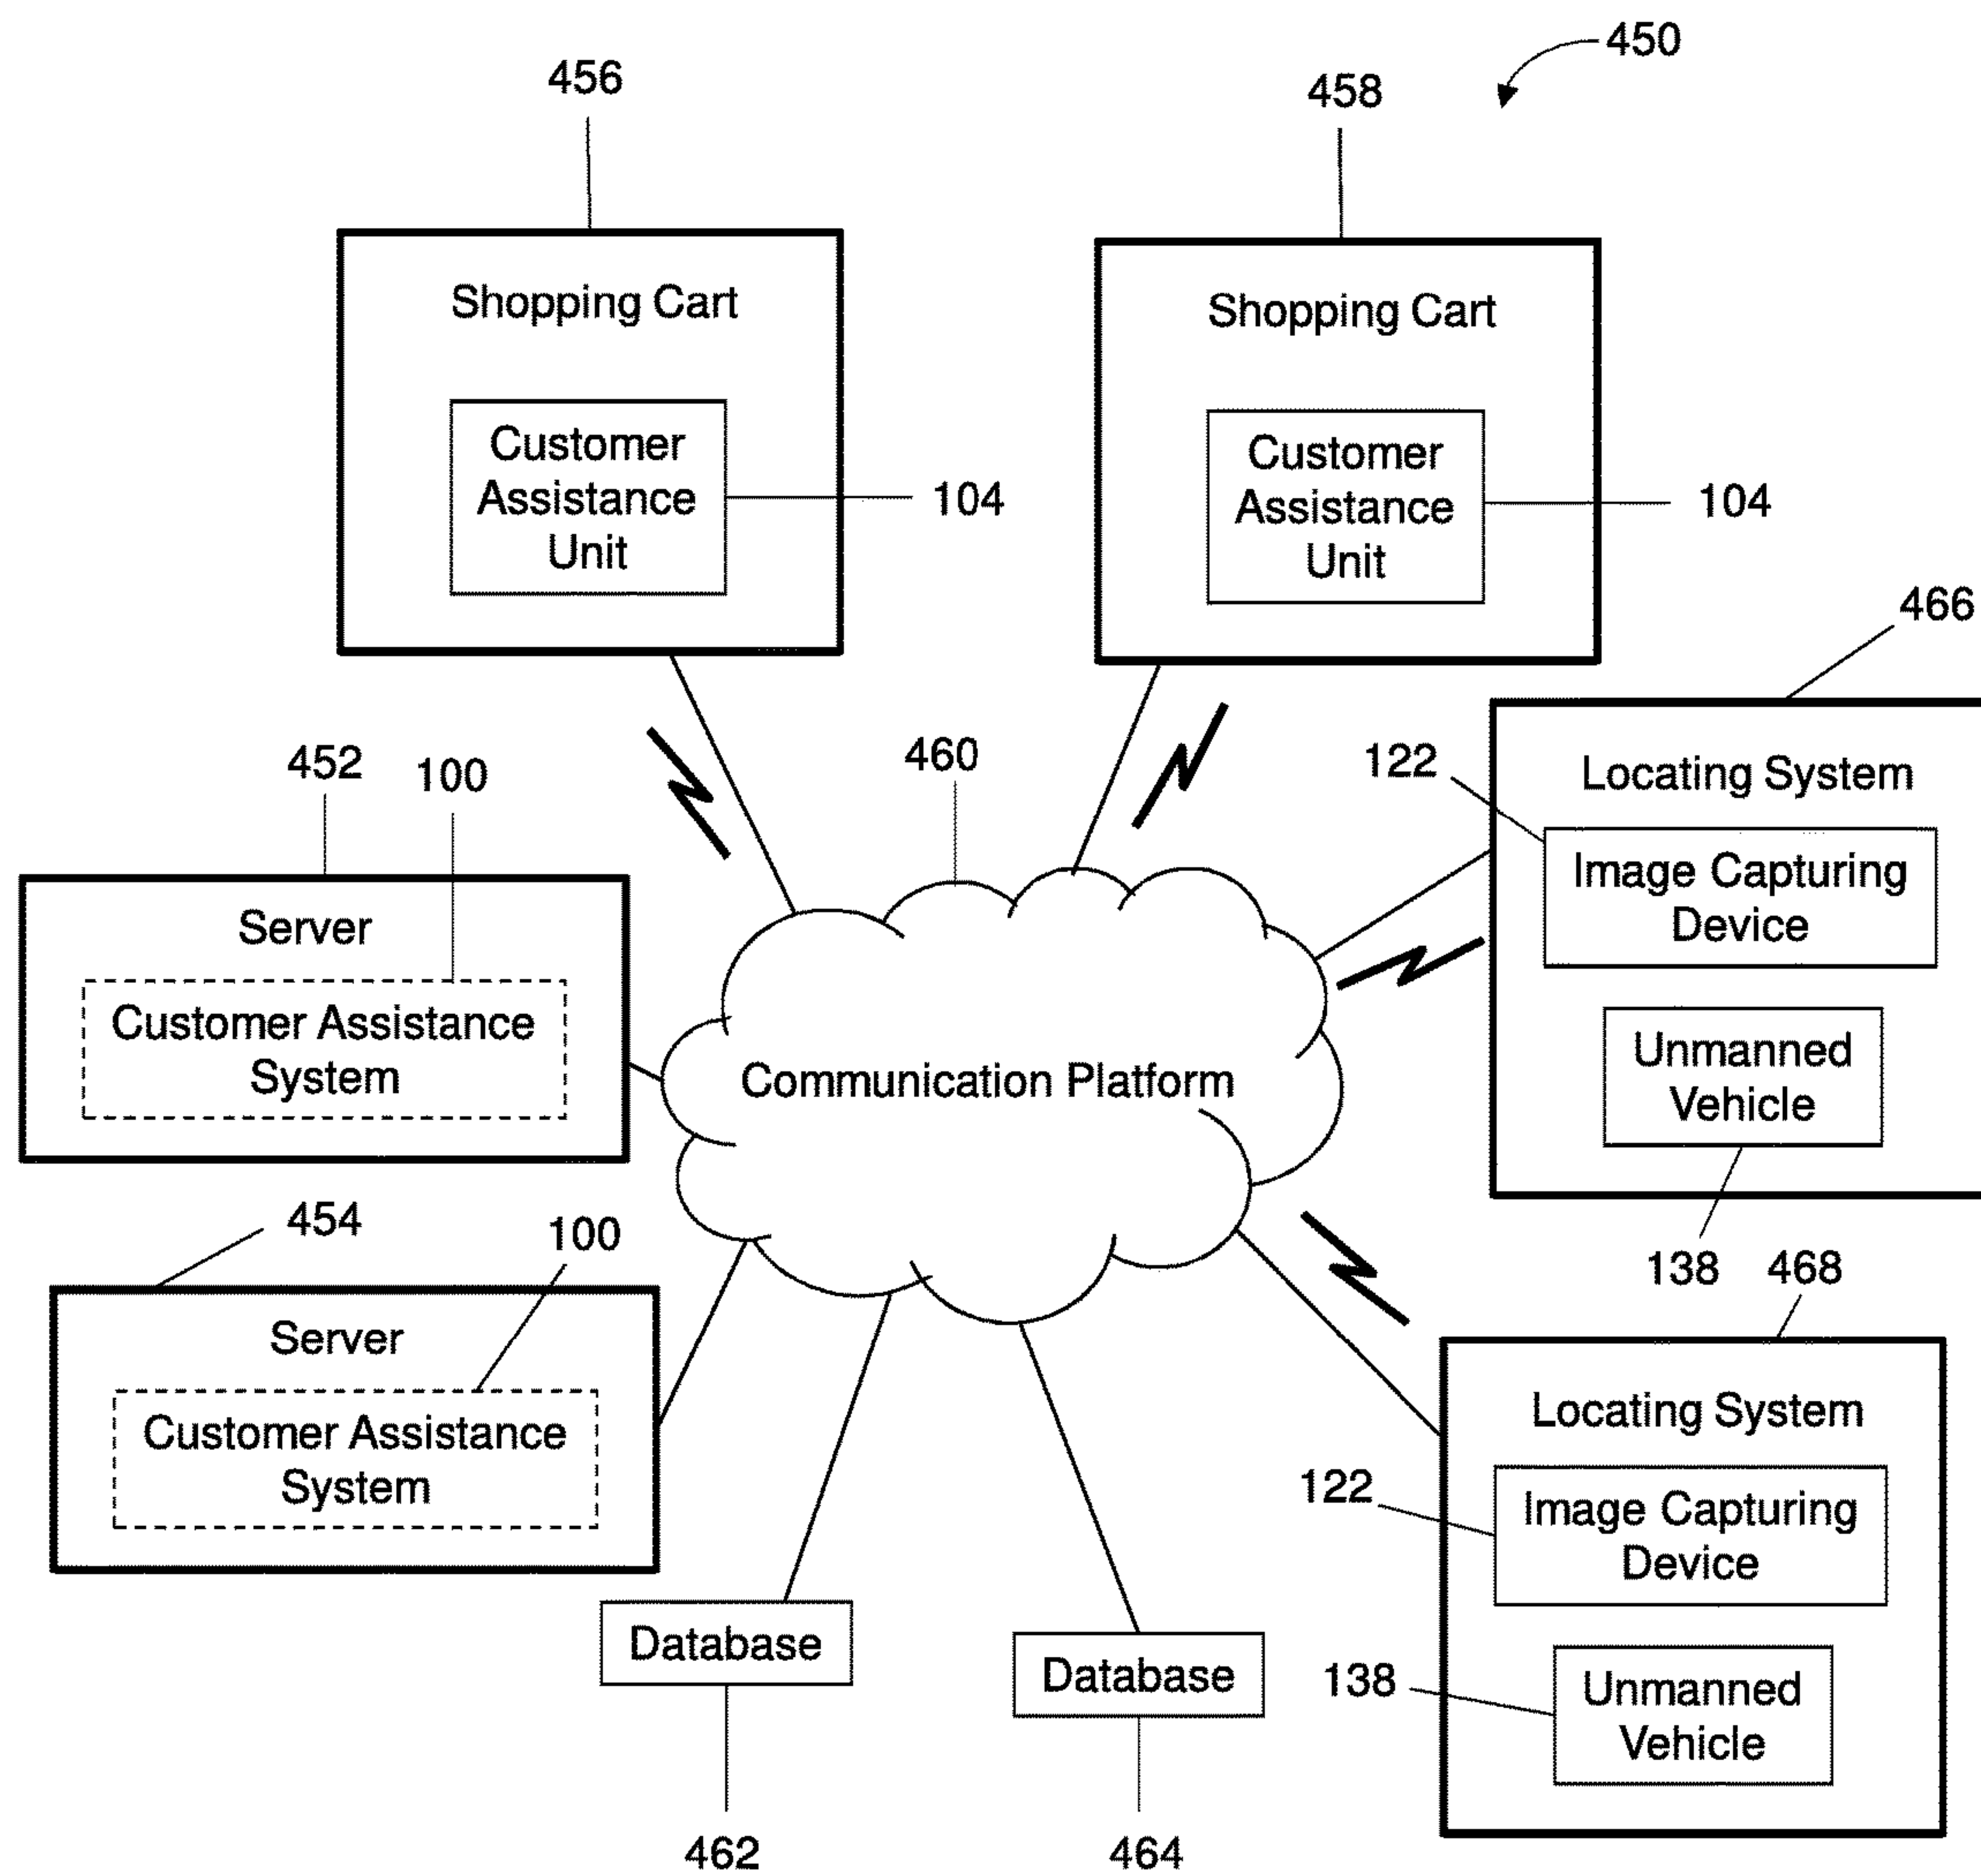 450
456
458
Shopping Cart
Customer
Assistance
Unit
104
Shopping Cart
Customer
Assistance
Unit
104
466
452
100
460
122
Locating System
Image Capturing
Device
Unmanned
Vehicle
138
Server
Customer Assistance
System
Communication Platform
454
100
Server
Customer Assistance
System
468
Locating System
122
Image Capturing
Device
138
Unmanned
Vehicle
Database
462
Database
464